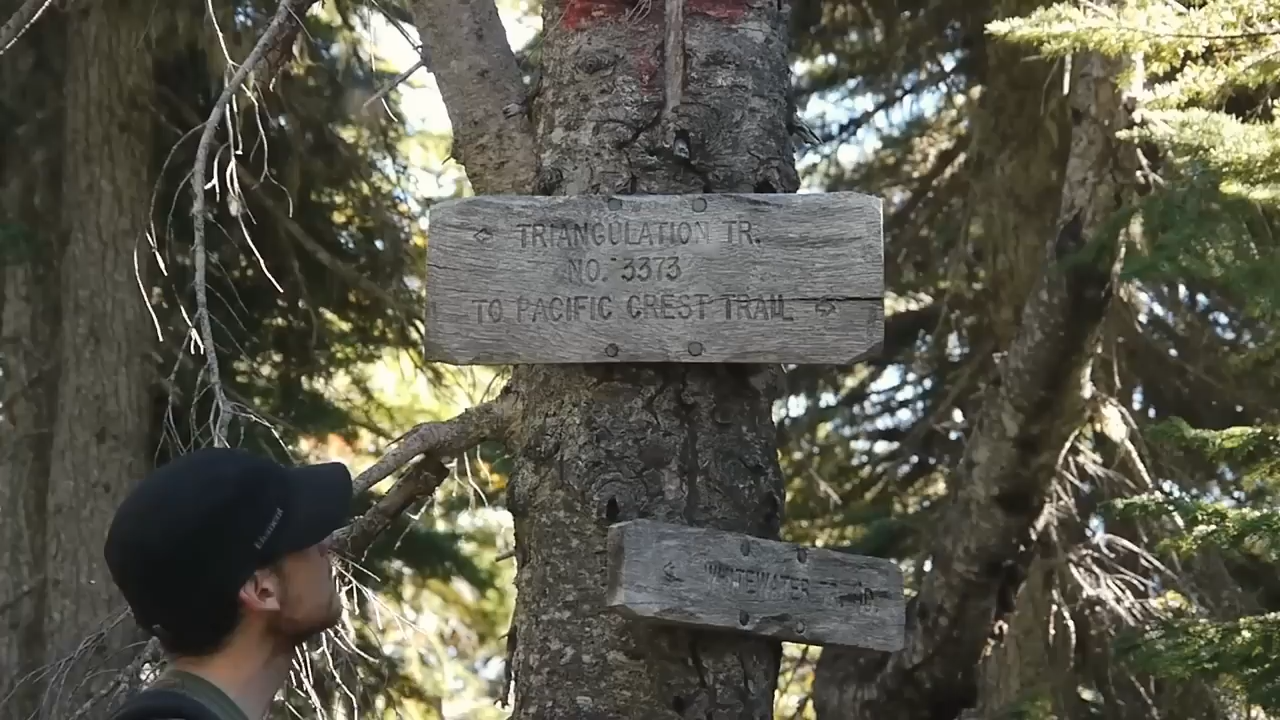 TRIANGULATION TR.
NO. 3373
TO PACIFIC CREST TRAIL
WHITEWATER